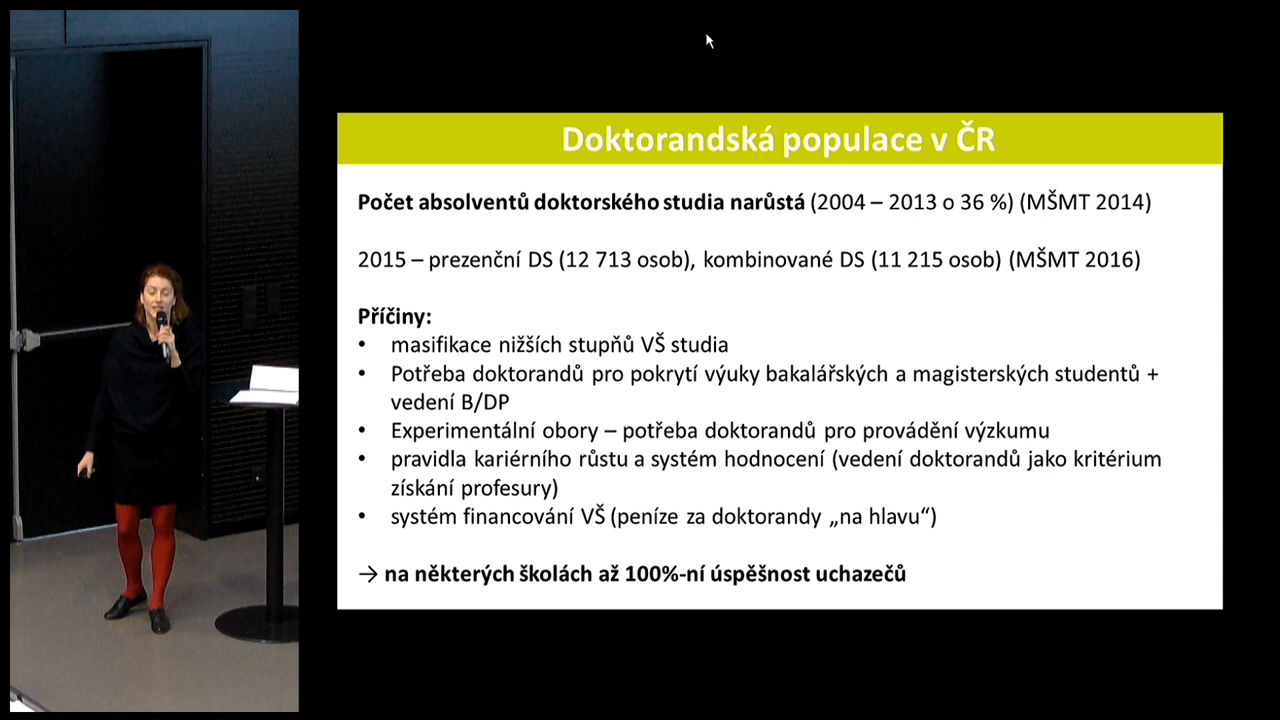 Doktorandská populace v ČR
Počet absolventů doktorského studia narůstá (2004 – 2013 o 36 %) (MŠMT 2014)
2015 – prezenční DS (12 713 osob), kombinované DS (11 215 osob) (MŠMT 2016)
Příčiny:
• masifikace nižších stupňů VŠ studia
• Potřeba doktorandů pro pokrytí výuky bakalářských a magisterských studentů +
vedení B/DP
• Experimentální obory – potřeba doktorandů pro provádění výzkumu
• pravidla kariérního růstu a systém hodnocení (vedení doktorandů jako kritérium
získání profesury)
• systém financování VŠ (peníze za doktorandy „na hlavu“)
→ na některých školách až 100%-ní úspěšnost uchazečů